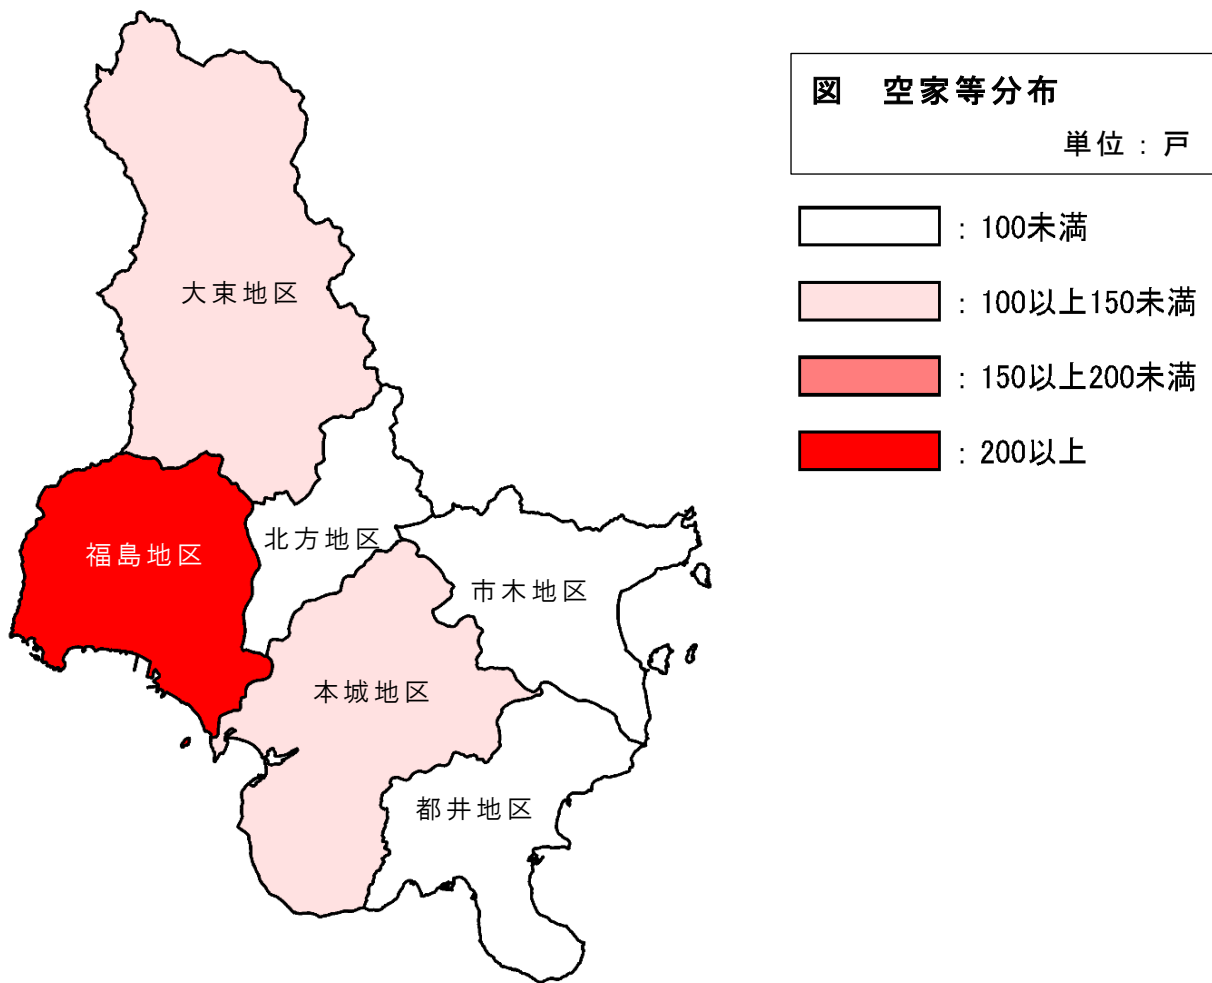 図 空家等分布
単位：戸
：100未満
：100以上150未満
：150以上200未満
：200以上
大束地区
福島地区
北方地区
市木地区
本城地区
都井地区